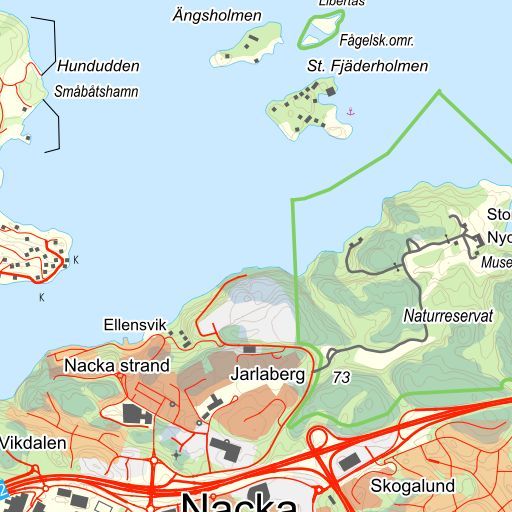 Libertas
Ängsholmen
Fågelsk.omr.
Hundudden
St. Fjäderholmen
Småbåtshamn
Sto
Nyc
K
Muse
K
Naturreservat
Ellensvik
Nacka strand
Jarlaberg
73
Vikdalen
Skogalund
2
Nacka